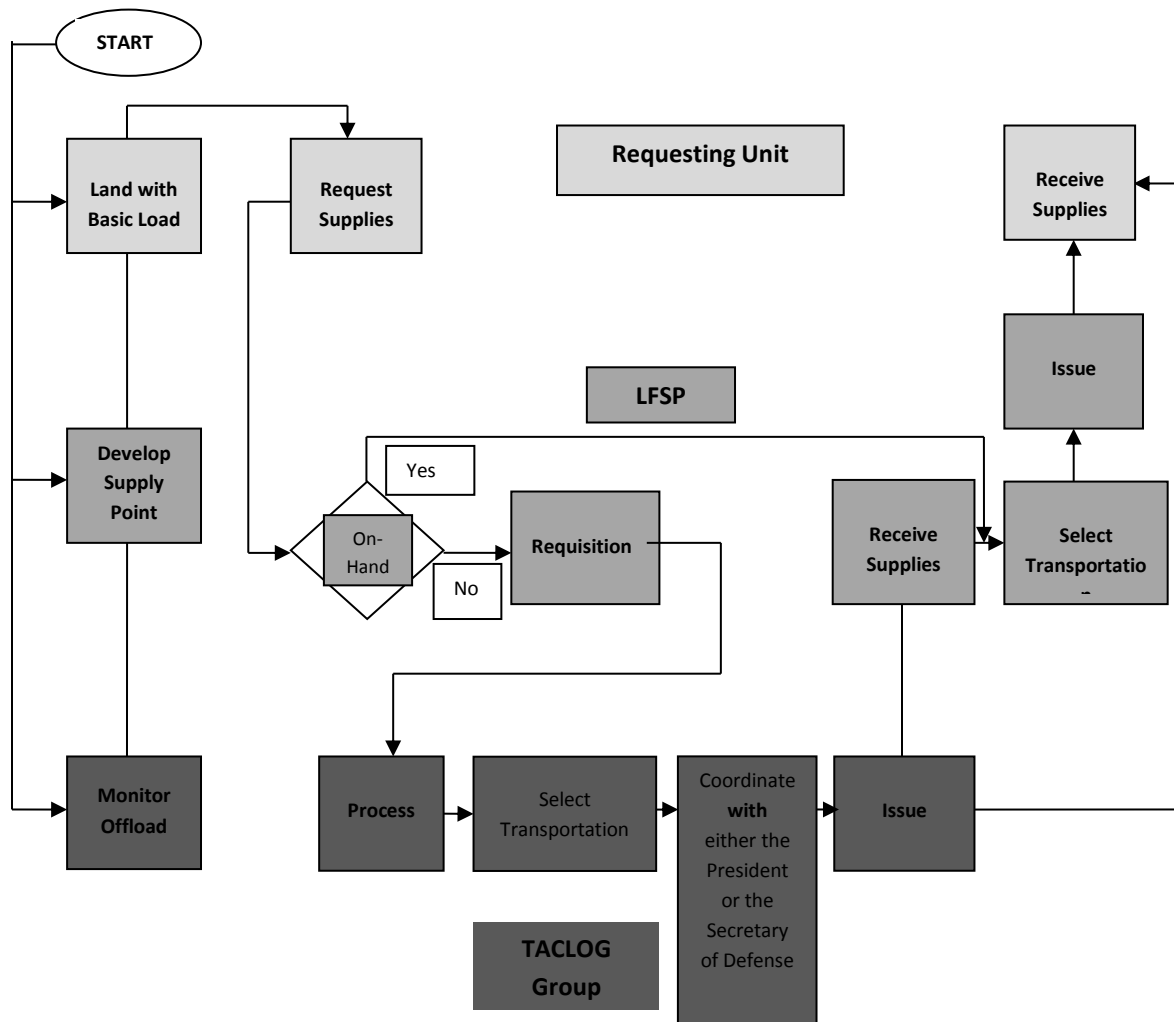 START
Land with
Basic Load
Request
Supplies
Requesting Unit
Receive
Supplies
Issue
LFSP
Develop
Supply
Point
Yes
On-
Hand
No
Requisition
Receive
Supplies
Select
Transportatio
n
Monitor
Offload
Process
Select
Transportation
Coordinate
with
either the
President
or the
Secretary
of Defense
Issue
TACLOG
Group